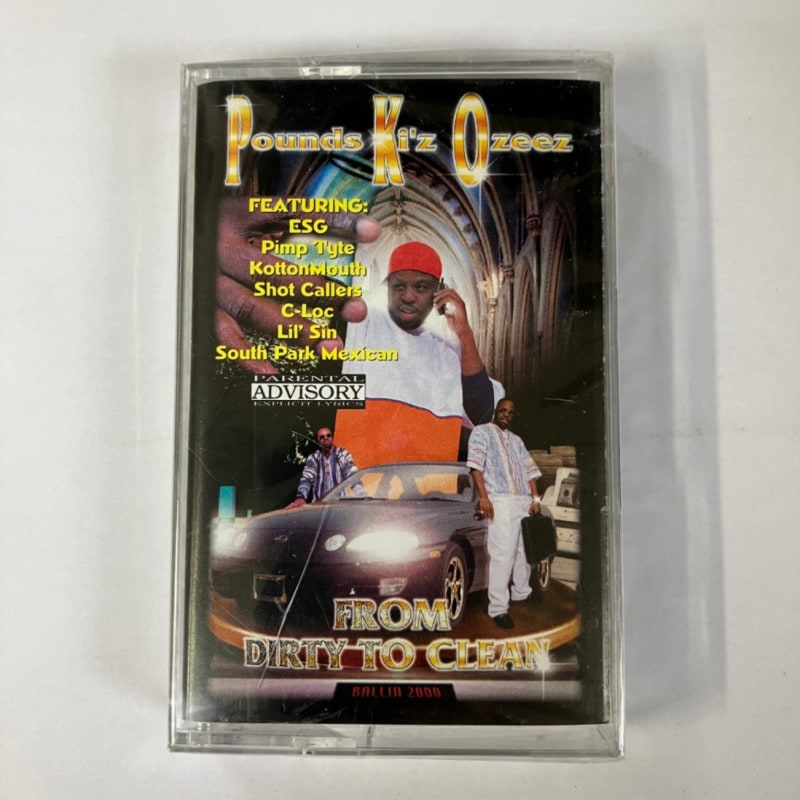 Pounds Ki'z Ozeez
FEATURING:
ESG
Pimp Tyte
KottonMouth
Shot Callers
C-Loc
Lil' Sin
South Park Mexican
PARENTAL
ADVISORY
EXPLICIT LYRICS
FROM
DIRTY TO CLEAN
BALLIN 2000